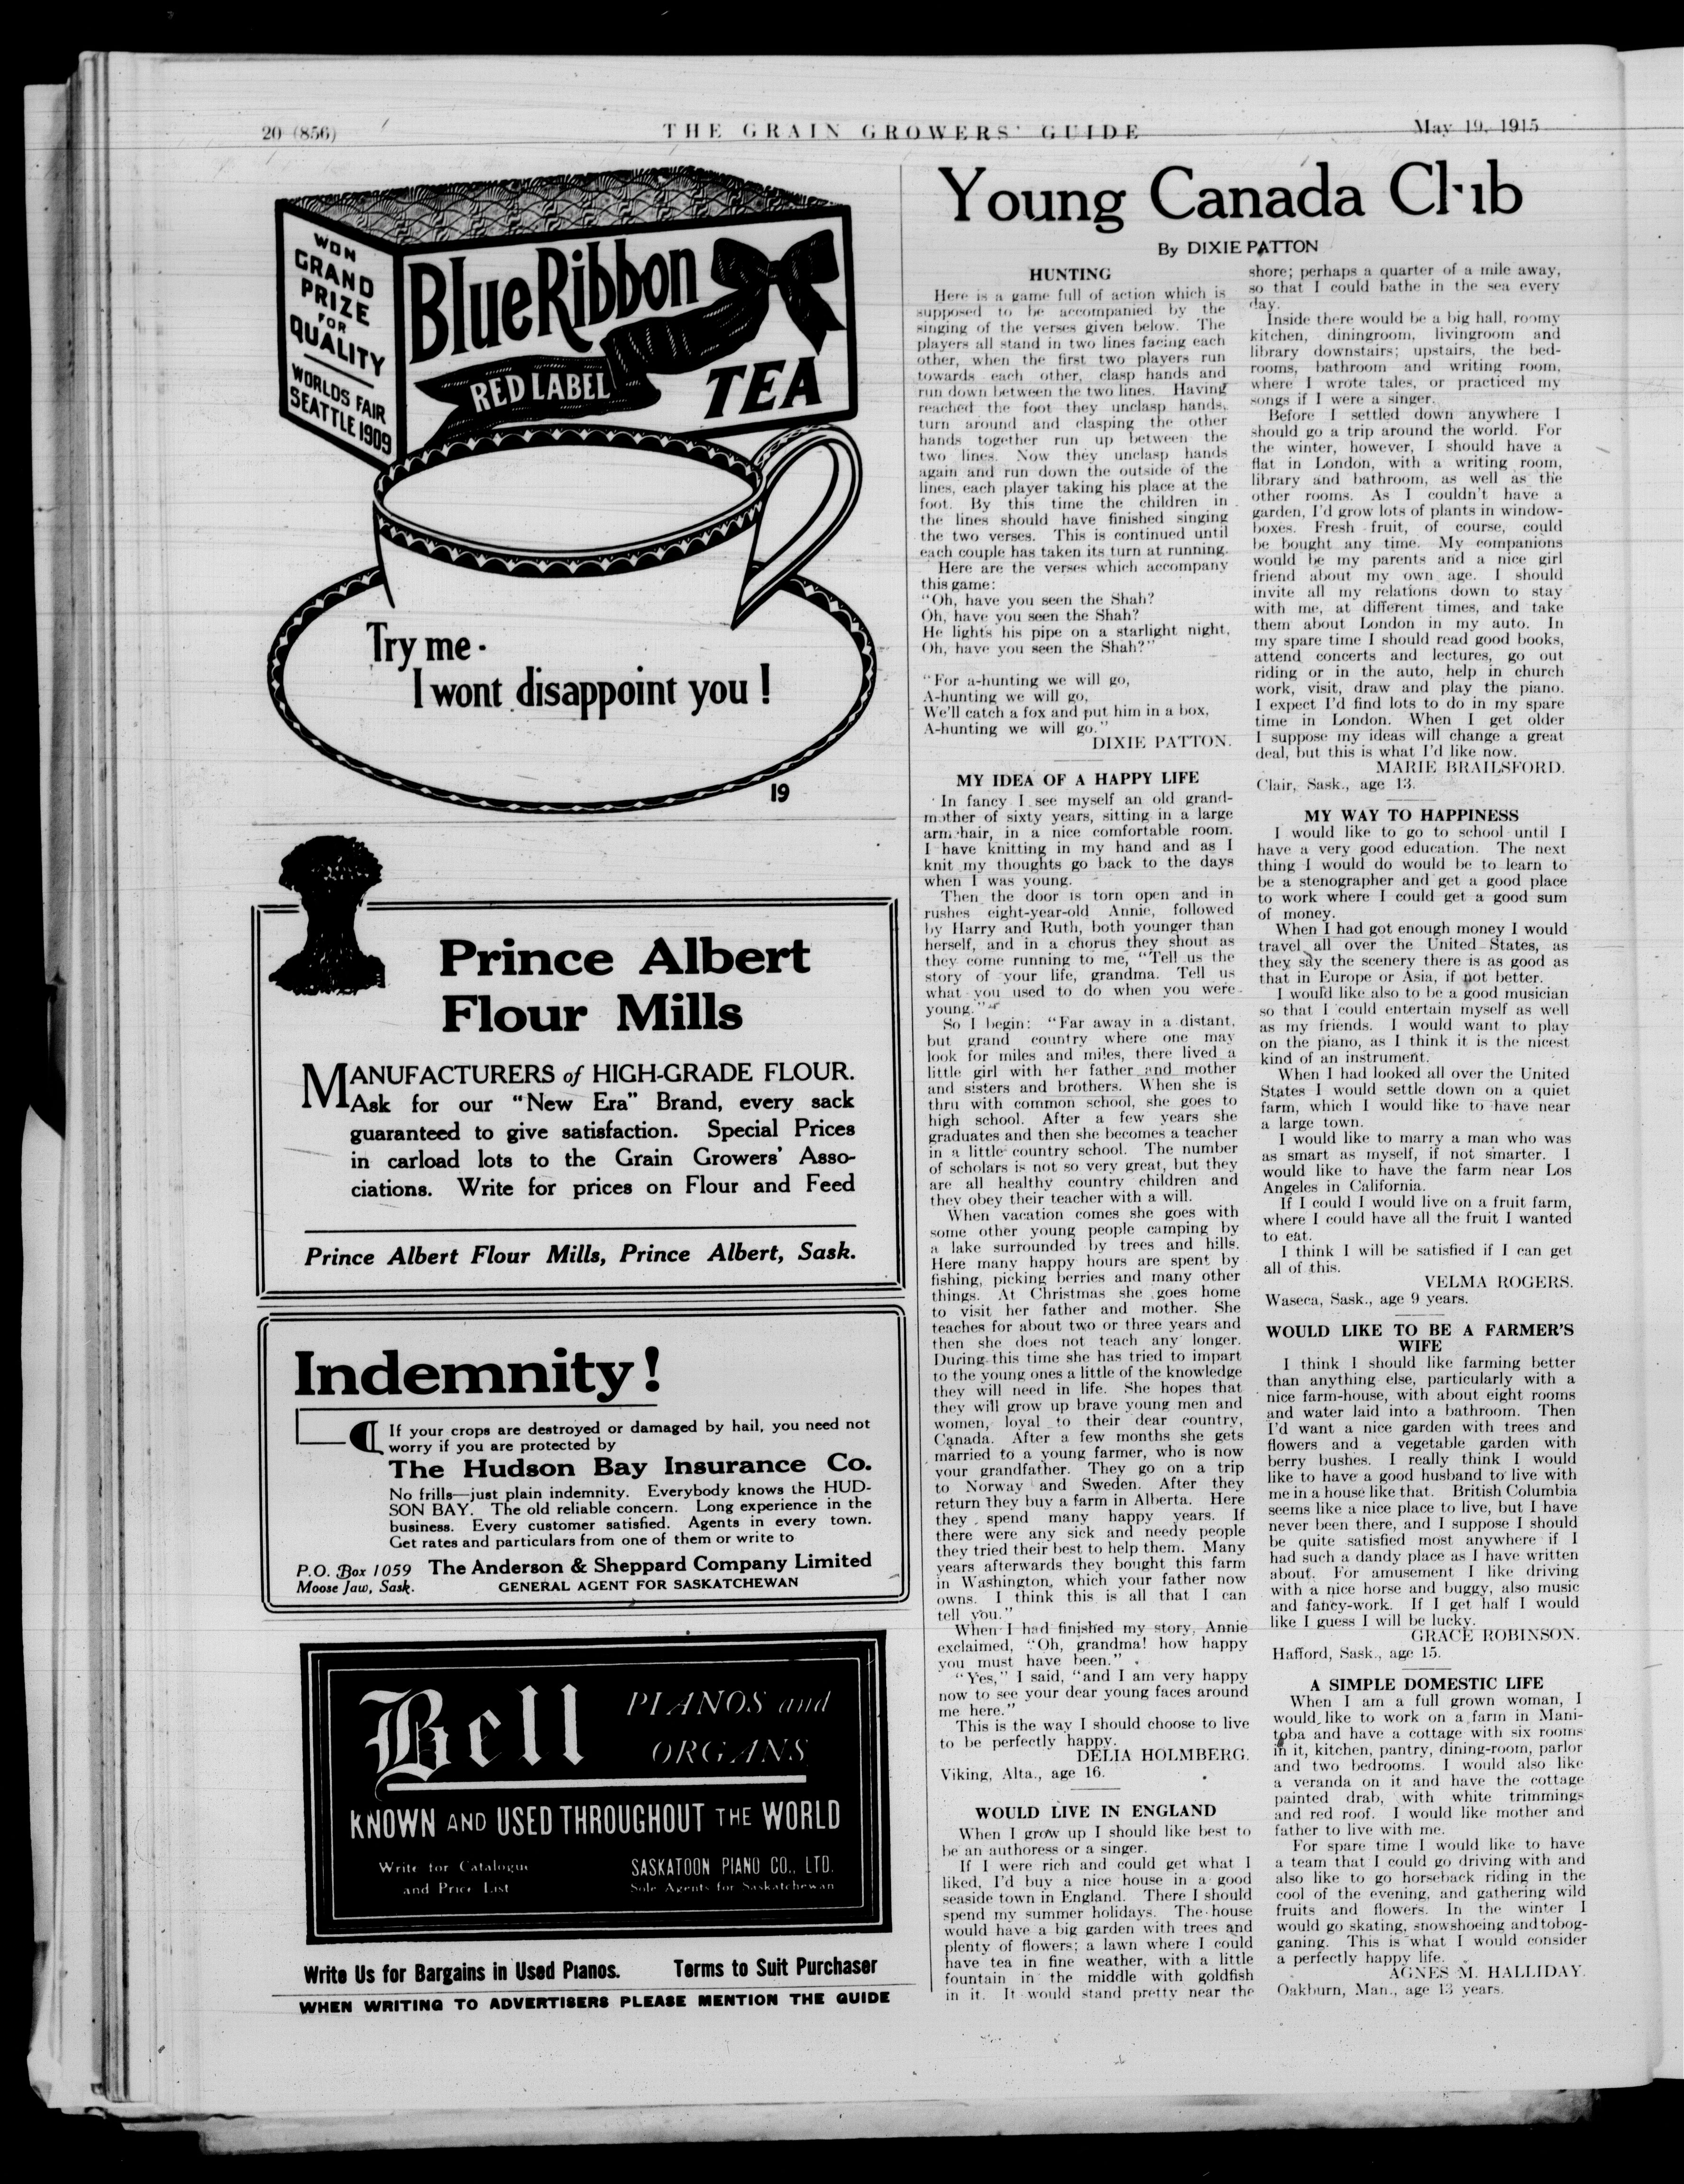 20 (856)
THE GRAIN GROWERS' GUIDE
May 19, 1915
WON
GRAND
PRIZE
FOR
QUALITY
WORLDS FAIR
SEATTLE 1909
Blue Ribbon
RED LABEL
TEA
Try me -
I wont disappoint you !
19
Prince Albert
Flour Mills
MANUFACTURERS of HIGH-GRADE FLOUR.
Ask for our "New Era" Brand, every sack
guaranteed to give satisfaction. Special Prices
in carload lots to the Grain Growers' Asso-
ciations. Write for prices on Flour and Feed
Prince Albert Flour Mills, Prince Albert, Sask.
Indemnity!
¶ If your crops are destroyed or damaged by hail, you need not
worry if you are protected by
The Hudson Bay Insurance Co.
No frills—just plain indemnity. Everybody knows the HUD-
SON BAY. The old reliable concern. Long experience in the
business. Every customer satisfied. Agents in every town.
Get rates and particulars from one of them or write to
P.O. Box 1059 The Anderson & Sheppard Company Limited
Moose Jaw, Sask. GENERAL AGENT FOR SASKATCHEWAN
Bell PIANOS and
ORGANS
KNOWN AND USED THROUGHOUT THE WORLD
Write for Catalogue
and Price List
SASKATOON PIANO CO., LTD.
Sole Agents for Saskatchewan
Write Us for Bargains in Used Pianos. Terms to Suit Purchaser
WHEN WRITING TO ADVERTISERS PLEASE MENTION THE GUIDE
Young Canada Club
By DIXIE PATTON
HUNTING
Here is a game full of action which is
supposed to be accompanied by the
singing of the verses given below. The
players all stand in two lines facing each
other, when the first two players run
towards each other, clasp hands and
run down between the two lines. Having
reached the foot they unclasp hands,
turn around and clasping the other
hands together run up between the
two lines. Now they unclasp hands
again and run down the outside of the
lines, each player taking his place at the
foot. By this time the children in
the lines should have finished singing
the two verses. This is continued until
each couple has taken its turn at running.
Here are the verses which accompany
this game:
"Oh, have you seen the Shah?
Oh, have you seen the Shah?
He lights his pipe on a starlight night,
Oh, have you seen the Shah?"
"For a-hunting we will go,
A-hunting we will go,
We'll catch a fox and put him in a box,
A-hunting we will go."
DIXIE PATTON.
MY IDEA OF A HAPPY LIFE
In fancy I see myself an old grand-
mother of sixty years, sitting in a large
arm chair, in a nice comfortable room.
I have knitting in my hand and as I
knit my thoughts go back to the days
when I was young.
Then the door is torn open and in
rushes eight-year-old Annie, followed
by Harry and Ruth, both younger than
herself, and in a chorus they shout as
they come running to me, "Tell us the
story of your life, grandma. Tell us
what you used to do when you were
young."
So I begin: "Far away in a distant,
but grand country where one may
look for miles and miles, there lived a
little girl with her father and mother
and sisters and brothers. When she is
thru with common school, she goes to
high school. After a few years she
graduates and then she becomes a teacher
in a little country school. The number
of scholars is not so very great, but they
are all healthy country children and
they obey their teacher with a will.
When vacation comes she goes with
some other young people camping by
a lake surrounded by trees and hills.
Here many happy hours are spent by
fishing, picking berries and many other
things. At Christmas she goes home
to visit her father and mother. She
teaches for about two or three years and
then she does not teach any longer.
During this time she has tried to impart
to the young ones a little of the knowledge
they will need in life. She hopes that
they will grow up brave young men and
women, loyal to their dear country,
Canada. After a few months she gets
married to a young farmer, who is now
your grandfather. They go on a trip
to Norway and Sweden. After they
return they buy a farm in Alberta. Here
they spend many happy years. If
there were any sick and needy people
they tried their best to help them. Many
years afterwards they bought this farm
in Washington, which your father now
owns. I think this is all that I can
tell you."
When I had finished my story, Annie
exclaimed, "Oh, grandma! how happy
you must have been."
"Yes," I said, "and I am very happy
now to see your dear young faces around
me here."
This is the way I should choose to live
to be perfectly happy.
DELIA HOLMBERG.
Viking, Alta., age 16.
WOULD LIVE IN ENGLAND
When I grow up I should like best to
be an authoress or a singer.
If I were rich and could get what I
liked, I'd buy a nice house in a good
seaside town in England. There I should
spend my summer holidays. The house
would have a big garden with trees and
plenty of flowers; a lawn where I could
have tea in fine weather, with a little
fountain in the middle with goldfish
in it. It would stand pretty near the
shore; perhaps a quarter of a mile away,
so that I could bathe in the sea every
day.
Inside there would be a big hall, roomy
kitchen, diningroom, livingroom and
library downstairs; upstairs, the bed-
rooms, bathroom and writing room,
where I wrote tales, or practiced my
songs if I were a singer.
Before I settled down anywhere I
should go a trip around the world. For
the winter, however, I should have a
flat in London, with a writing room,
library and bathroom, as well as the
other rooms. As I couldn't have a
garden, I'd grow lots of plants in window-
boxes. Fresh fruit, of course, could
be bought any time. My companions
would be my parents and a nice girl
friend about my own age. I should
invite all my relations down to stay
with me, at different times, and take
them about London in my auto. In
my spare time I should read good books,
attend concerts and lectures, go out
riding or in the auto, help in church
work, visit, draw and play the piano.
I expect I'd find lots to do in my spare
time in London. When I get older
I suppose my ideas will change a great
deal, but this is what I'd like now.
MARIE BRAILSFORD.
Clair, Sask., age 13.
MY WAY TO HAPPINESS
I would like to go to school until I
have a very good education. The next
thing I would do would be to learn to
be a stenographer and get a good place
to work where I could get a good sum
of money.
When I had got enough money I would
travel all over the United States, as
they say the scenery there is as good as
that in Europe or Asia, if not better.
I would like also to be a good musician
so that I could entertain myself as well
as my friends. I would want to play
on the piano, as I think it is the nicest
kind of an instrument.
When I had looked all over the United
States I would settle down on a quiet
farm, which I would like to have near
a large town.
I would like to marry a man who was
as smart as myself, if not smarter. I
would like to have the farm near Los
Angeles in California.
If I could I would live on a fruit farm,
where I could have all the fruit I wanted
to eat.
I think I will be satisfied if I can get
all of this.
VELMA ROGERS.
Waseca, Sask., age 9 years.
WOULD LIKE TO BE A FARMER'S
WIFE
I think I should like farming better
than anything else, particularly with a
nice farm-house, with about eight rooms
and water laid into a bathroom. Then
I'd want a nice garden with trees and
flowers and a vegetable garden with
berry bushes. I really think I would
like to have a good husband to live with
me in a house like that. British Columbia
seems like a nice place to live, but I have
never been there, and I suppose I should
be quite satisfied most anywhere if I
had such a dandy place as I have written
about. For amusement I like driving
with a nice horse and buggy, also music
and fancy-work. If I get half I would
like I guess I will be lucky.
GRACE ROBINSON.
Hafford, Sask., age 15.
A SIMPLE DOMESTIC LIFE
When I am a full grown woman, I
would like to work on a farm in Mani-
toba and have a cottage with six rooms
in it, kitchen, pantry, dining-room, parlor
and two bedrooms. I would also like
a veranda on it and have the cottage
painted drab, with white trimmings
and red roof. I would like mother and
father to live with me.
For spare time I would like to have
a team that I could go driving with and
also like to go horseback riding in the
cool of the evening, and gathering wild
fruits and flowers. In the winter I
would go skating, snowshoeing and tobog-
ganing. This is what I would consider
a perfectly happy life.
AGNES M. HALLIDAY.
Oakburn, Man., age 13 years.